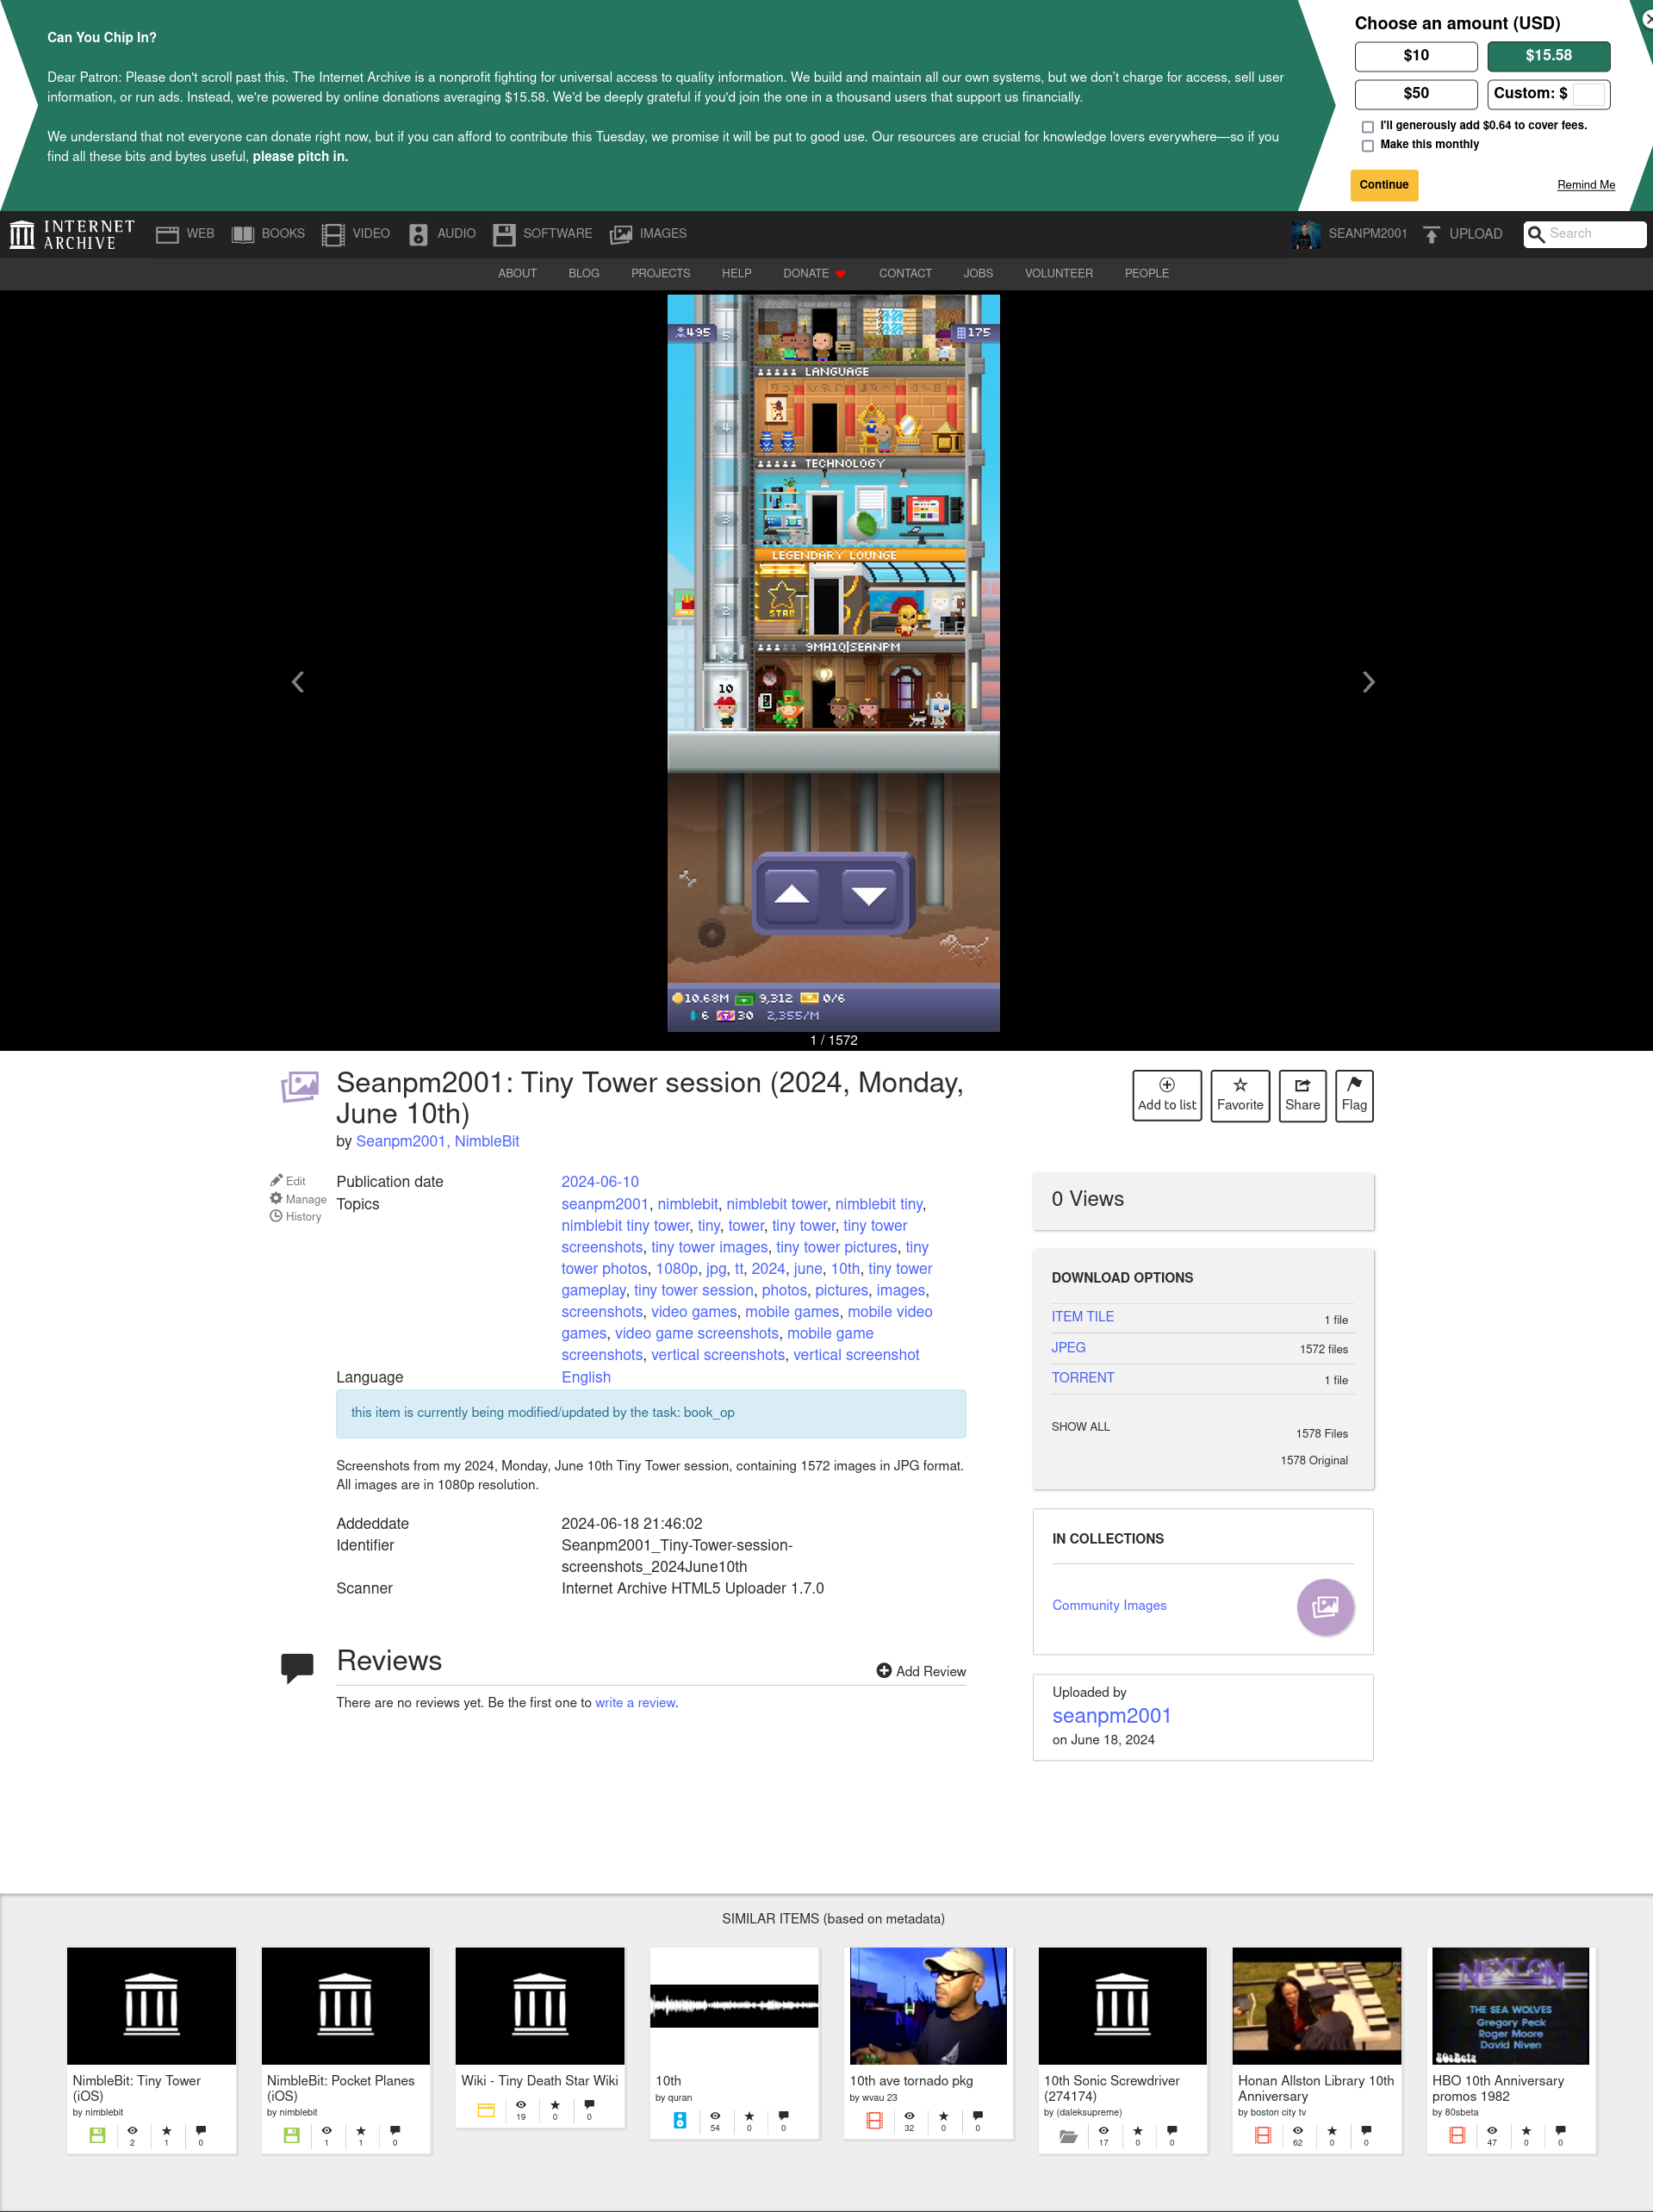 Can You Chip In?
Dear Patron: Please don't scroll past this. The Internet Archive is a nonprofit fighting for universal access to quality information. We build and maintain all our own systems, but we don't charge for access, sell user
information, or run ads. Instead, we're powered by online donations averaging $15.58. We'd be deeply grateful if you'd join the one in a thousand users that support us financially.
We understand that not everyone can donate right now, but if you can afford to contribute this Tuesday, we promise it will be put to good use. Our resources are crucial for knowledge lovers everywhere—so if you
find all these bits and bytes useful, please pitch in.
Choose an amount (USD)
$10 $15.58
$50 Custom: $
I'll generously add $0.64 to cover fees.
Make this monthly
Continue Remind Me
INTERNET
ARCHIVE
WEB BOOKS VIDEO AUDIO SOFTWARE IMAGES SEANPM2001 UPLOAD Search
ABOUT BLOG PROJECTS HELP DONATE CONTACT JOBS VOLUNTEER PEOPLE
495 5 175
LANGUAGE
4
TECHNOLOGY
3
LEGENDARY LOUNGE
2 STAR
9MH1Q|SEANPM
10
10.68M 9,312 0/6
6 30 2,355/M
1 / 1572
Seanpm2001: Tiny Tower session (2024, Monday,
June 10th)
by Seanpm2001, NimbleBit
Add to list Favorite Share Flag
Edit
Manage
History
Publication date 2024-06-10
Topics seanpm2001, nimblebit, nimblebit tower, nimblebit tiny,
nimblebit tiny tower, tiny, tower, tiny tower, tiny tower
screenshots, tiny tower images, tiny tower pictures, tiny
tower photos, 1080p, jpg, tt, 2024, june, 10th, tiny tower
gameplay, tiny tower session, photos, pictures, images,
screenshots, video games, mobile games, mobile video
games, video game screenshots, mobile game
screenshots, vertical screenshots, vertical screenshot
Language English
this item is currently being modified/updated by the task: book_op
Screenshots from my 2024, Monday, June 10th Tiny Tower session, containing 1572 images in JPG format.
All images are in 1080p resolution.
Addeddate 2024-06-18 21:46:02
Identifier Seanpm2001_Tiny-Tower-session-
screenshots_2024June10th
Scanner Internet Archive HTML5 Uploader 1.7.0
Reviews
Add Review
There are no reviews yet. Be the first one to write a review.
0 Views
DOWNLOAD OPTIONS
ITEM TILE 1 file
JPEG 1572 files
TORRENT 1 file
SHOW ALL 1578 Files
1578 Original
IN COLLECTIONS
Community Images
Uploaded by
seanpm2001
on June 18, 2024
SIMILAR ITEMS (based on metadata)
NimbleBit: Tiny Tower
(iOS)
by nimblebit
2 1 0
NimbleBit: Pocket Planes
(iOS)
by nimblebit
1 1 0
Wiki - Tiny Death Star Wiki
19 0 0
10th
by quran
54 0 0
10th ave tornado pkg
by wvau 23
32 0 0
10th Sonic Screwdriver
(274174)
by (daleksupreme)
17 0 0
Honan Allston Library 10th
Anniversary
by boston city tv
62 0 0
NEXT ON
THE SEA WOLVES
Gregory Peck
Roger Moore
David Niven
80sBeta
HBO 10th Anniversary
promos 1982
by 80sbeta
47 0 0